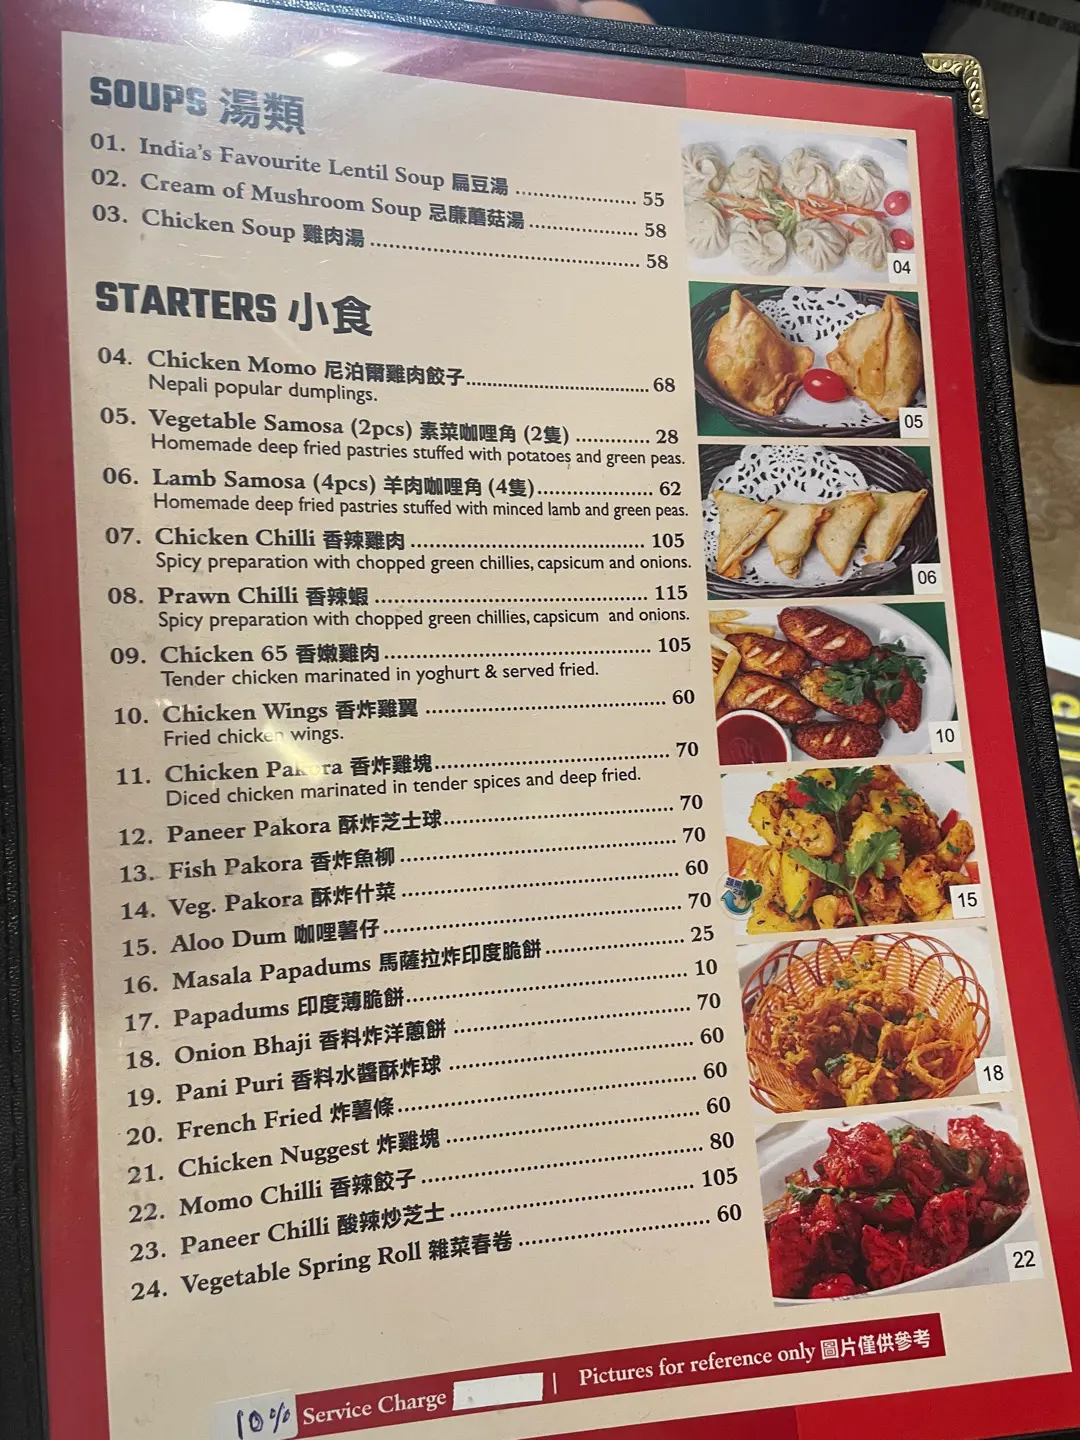 SOUPS 湯類
01. India's Favourite Lentil Soup 扁豆湯 ........ 55
02. Cream of Mushroom Soup 忌廉蘑菇湯 ........ 58
03. Chicken Soup 雞肉湯 ........ 58
STARTERS 小食
04. Chicken Momo 尼泊爾雞肉餃子 ........ 68
Nepali popular dumplings.
05. Vegetable Samosa (2pcs) 素菜咖哩角 (2隻) ........ 28
Homemade deep fried pastries stuffed with potatoes and green peas.
06. Lamb Samosa (4pcs) 羊肉咖哩角 (4隻) ........ 62
Homemade deep fried pastries stuffed with minced lamb and green peas.
07. Chicken Chilli 香辣雞肉 ........ 105
Spicy preparation with chopped green chillies, capsicum and onions.
08. Prawn Chilli 香辣蝦 ........ 115
Spicy preparation with chopped green chillies, capsicum and onions.
09. Chicken 65 香嫩雞肉 ........ 105
Tender chicken marinated in yoghurt & served fried.
10. Chicken Wings 香炸雞翼 ........ 60
Fried chicken wings.
11. Chicken Pakora 香炸雞塊 ........ 70
Diced chicken marinated in tender spices and deep fried.
12. Paneer Pakora 酥炸芝士球 ........ 70
13. Fish Pakora 香炸魚柳 ........ 70
14. Veg. Pakora 酥炸什菜 ........ 60
15. Aloo Dum 咖哩薯仔 ........ 70
16. Masala Papadums 馬薩拉炸印度脆餅 ........ 25
17. Papadums 印度薄脆餅 ........ 10
18. Onion Bhaji 香料炸洋蔥餅 ........ 70
19. Pani Puri 香料水醬酥炸球 ........ 60
20. French Fried 炸薯條 ........ 60
21. Chicken Nuggest 炸雞塊 ........ 60
22. Momo Chilli 香辣餃子 ........ 80
23. Paneer Chilli 酸辣炒芝士 ........ 105
24. Vegetable Spring Roll 雜菜春卷 ........ 60
04
05
06
10
15
18
22
10% Service Charge | Pictures for reference only 圖片僅供參考